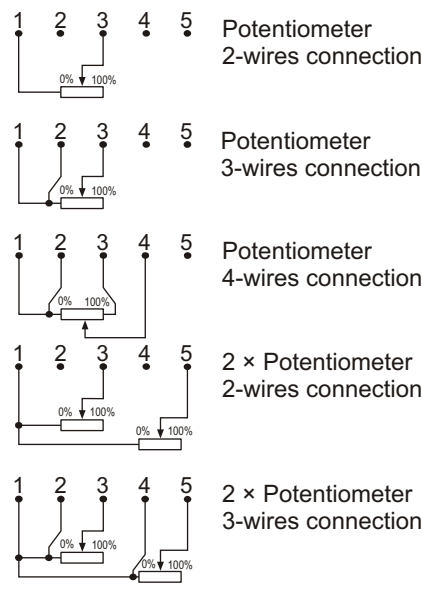 1 2 3 4 5
Potentiometer
2-wires connection
0% 100%
1 2 3 4 5
Potentiometer
3-wires connection
0% 100%
1 2 3 4 5
Potentiometer
4-wires connection
0% 100%
1 2 3 4 5
2 × Potentiometer
2-wires connection
0% 100%
0% 100%
1 2 3 4 5
2 × Potentiometer
3-wires connection
0% 100%
0% 100%